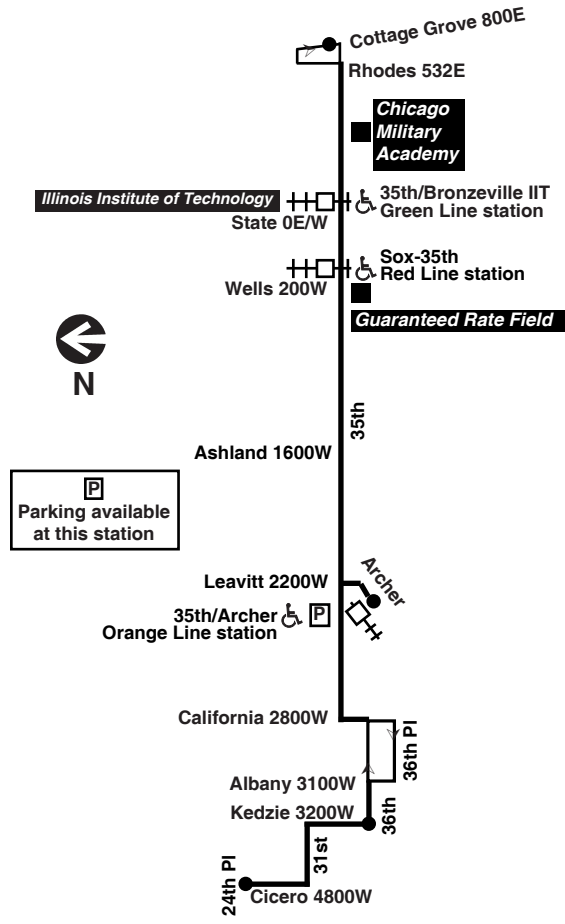 Cottage Grove 800E
Rhodes 532E
Chicago
Military
Academy
Illinois Institute of Technology
35th/Bronzeville IIT
Green Line station
State 0E/W
Sox-35th
Red Line station
Wells 200W
Guaranteed Rate Field
N
35th
Ashland 1600W
P
Parking available
at this station
Leavitt 2200W
Archer
35th/Archer
Orange Line station
P
California 2800W
36th Pl
Albany 3100W
Kedzie 3200W
36th
31st
24th Pl
Cicero 4800W